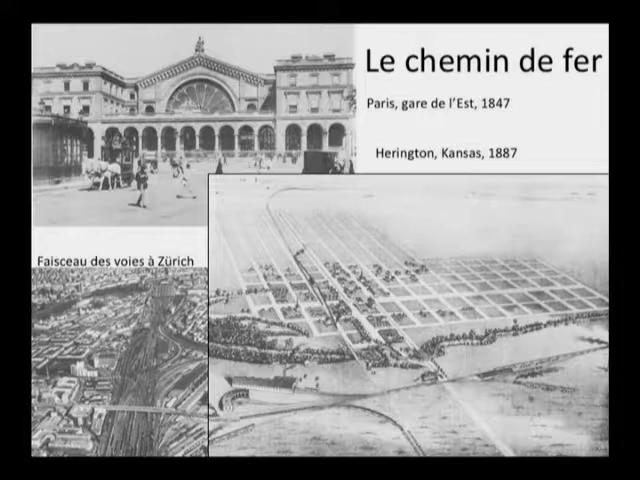 Le chemin de fer
Paris, gare de l'Est, 1847
Herington, Kansas, 1887
Faisceau des voies à Zürich